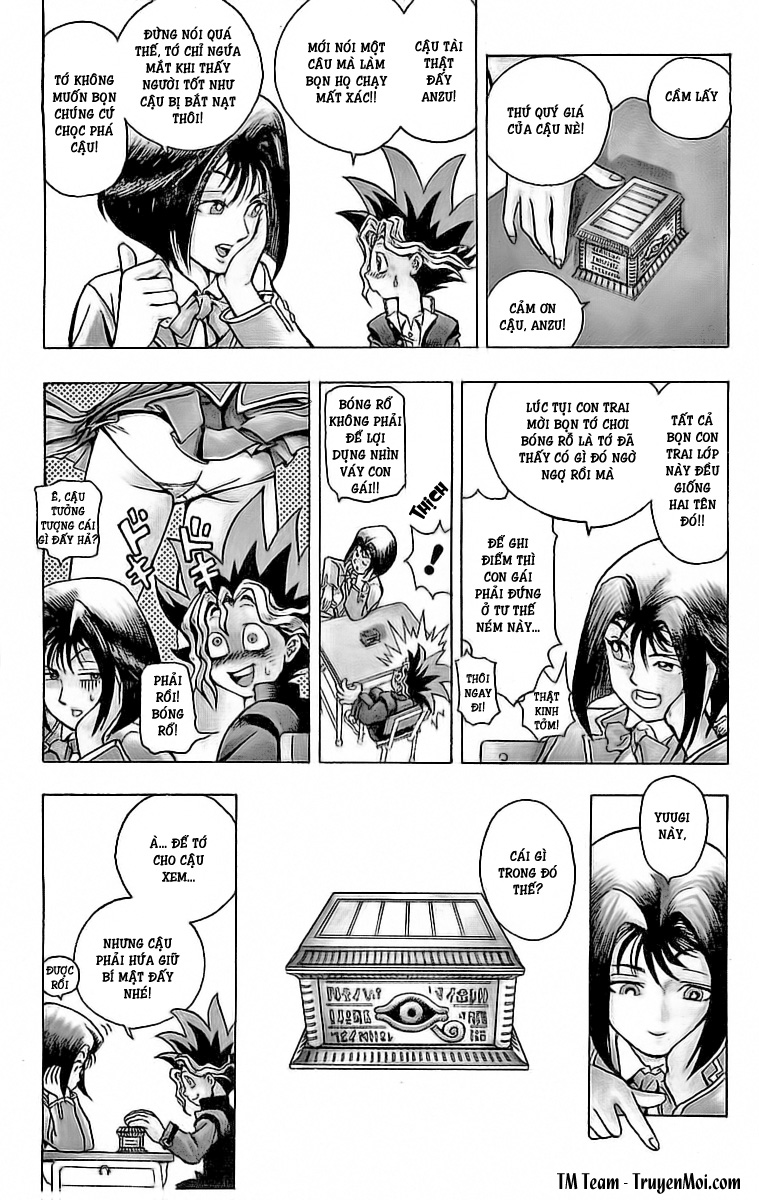 CẦM LẤY
THỨ QUÝ GIÁ
CỦA CẬU NÈ!
CẢM ƠN
CẬU, ANZU!
CẬU TÀI
THẬT
ĐẤY
ANZU!
MỚI NÓI MỘT
CÂU MÀ LÀM
BỌN HỌ CHẠY
MẤT XÁC!!
ĐỪNG NÓI QUÁ
THẾ, TỚ CHỈ NGỨA
MẮT KHI THẤY
NGƯỜI TỐT NHƯ
CẬU BỊ BẮT NẠT
THÔI!
TỚ KHÔNG
MUỐN BỌN
CHÚNG CỨ
CHỌC PHÁ
CẬU!
TẤT CẢ
BỌN CON
TRAI LỚP
NÀY ĐỀU
GIỐNG
HAI TÊN
ĐÓ!!
LÚC TỤI CON TRAI
MỜI BỌN TỚ CHƠI
BÓNG RỔ LÀ TỚ ĐÃ
THẤY CÓ GÌ ĐÓ NGỜ
NGỢ RỒI MÀ
ĐỂ GHI
ĐIỂM THÌ
CON GÁI
PHẢI ĐỨNG
Ở TƯ THẾ
NÉM NÀY...
THẬT
KINH
TỞM!
THÔI
NGAY
ĐI!
BÓNG RỔ
KHÔNG PHẢI
ĐỂ LỢI
DỤNG NHÌN
VÁY CON
GÁI!!
THỊCH
!
ドキ
ドキ
PHẢI
RỒI!
BÓNG
RỔ!
Ê, CẬU
TƯỞNG
TƯỢNG CÁI
GÌ ĐẤY HẢ?
YUUGI
NÀY,
CÁI GÌ
TRONG ĐÓ
THẾ?
À... ĐỂ TỚ
CHO CẬU
XEM...
NHƯNG CẬU
PHẢI HỨA GIỮ
BÍ MẬT ĐẤY
NHÉ!
ĐƯỢC
RỒI
TM Team - TruyenMoi.com